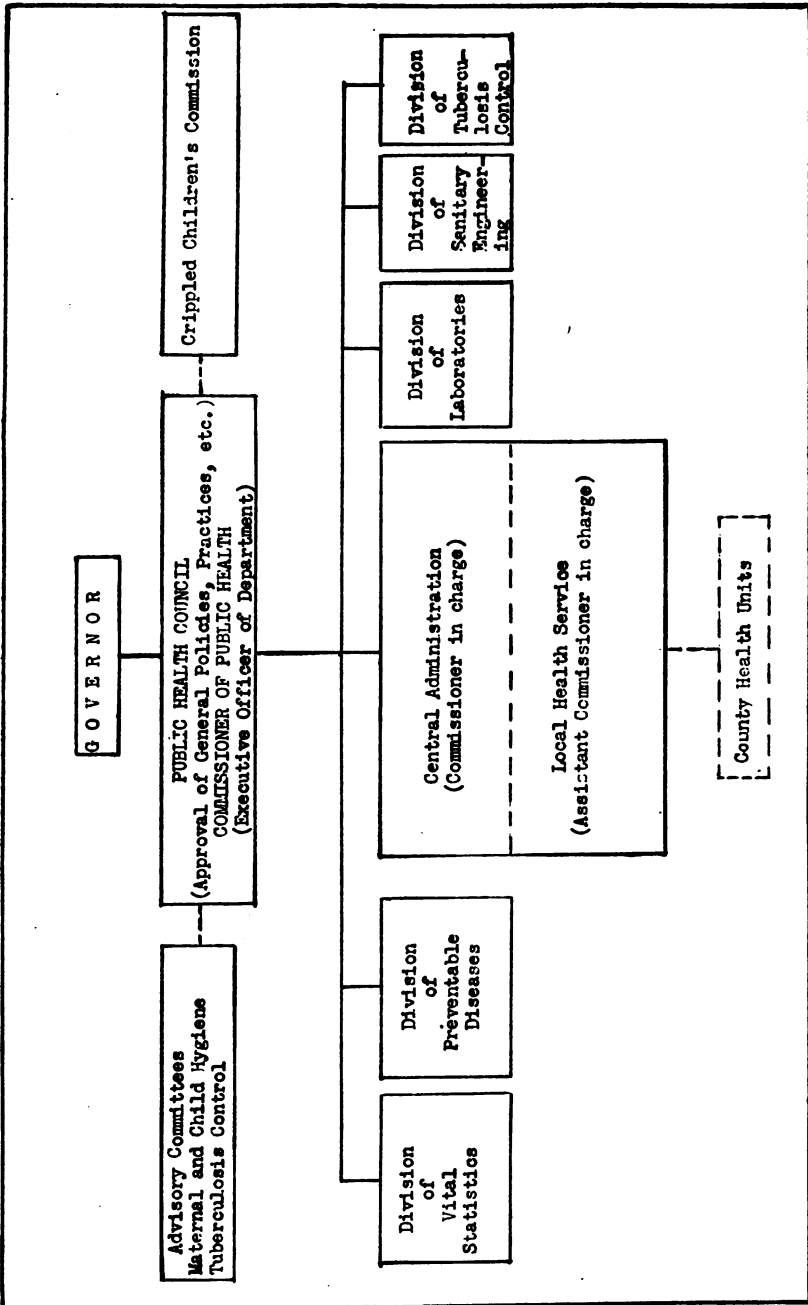 G O V E R N O R
Advisory Committees
Maternal and Child Hygiene
Tuberculosis Control
PUBLIC HEALTH COUNCIL
(Approval of General Policies, Practices, etc.)
COMMISSIONER OF PUBLIC HEALTH
(Executive Officer of Department)
Crippled Children's Commission
Division
of
Vital
Statistics
Division
of
Preventable
Diseases
Central Administration
(Commissioner in charge)
Local Health Service
(Assistant Commissioner in charge)
Division
of
Laboratories
Division
of
Sanitary
Engineer-
ing
Division
of
Tubercu-
losis
Control
County Health Units